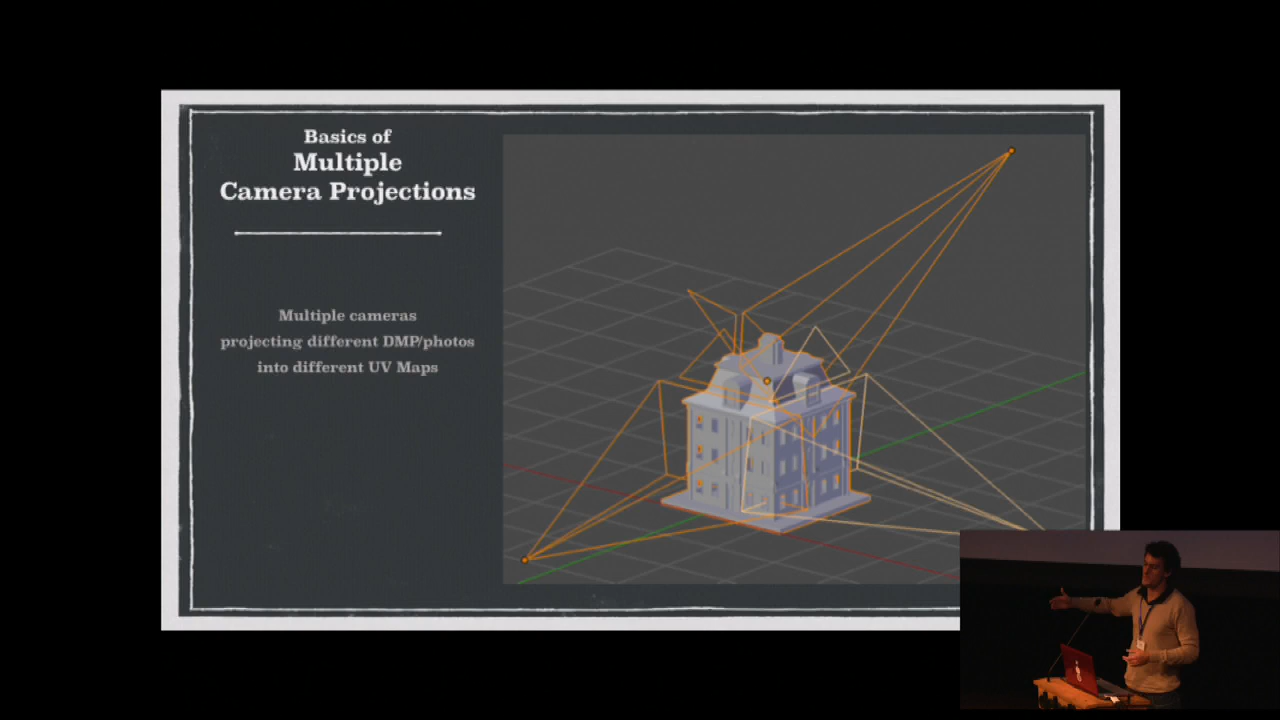 Basics of
Multiple
Camera Projections
Multiple cameras
projecting different DMP/photos
into different UV Maps